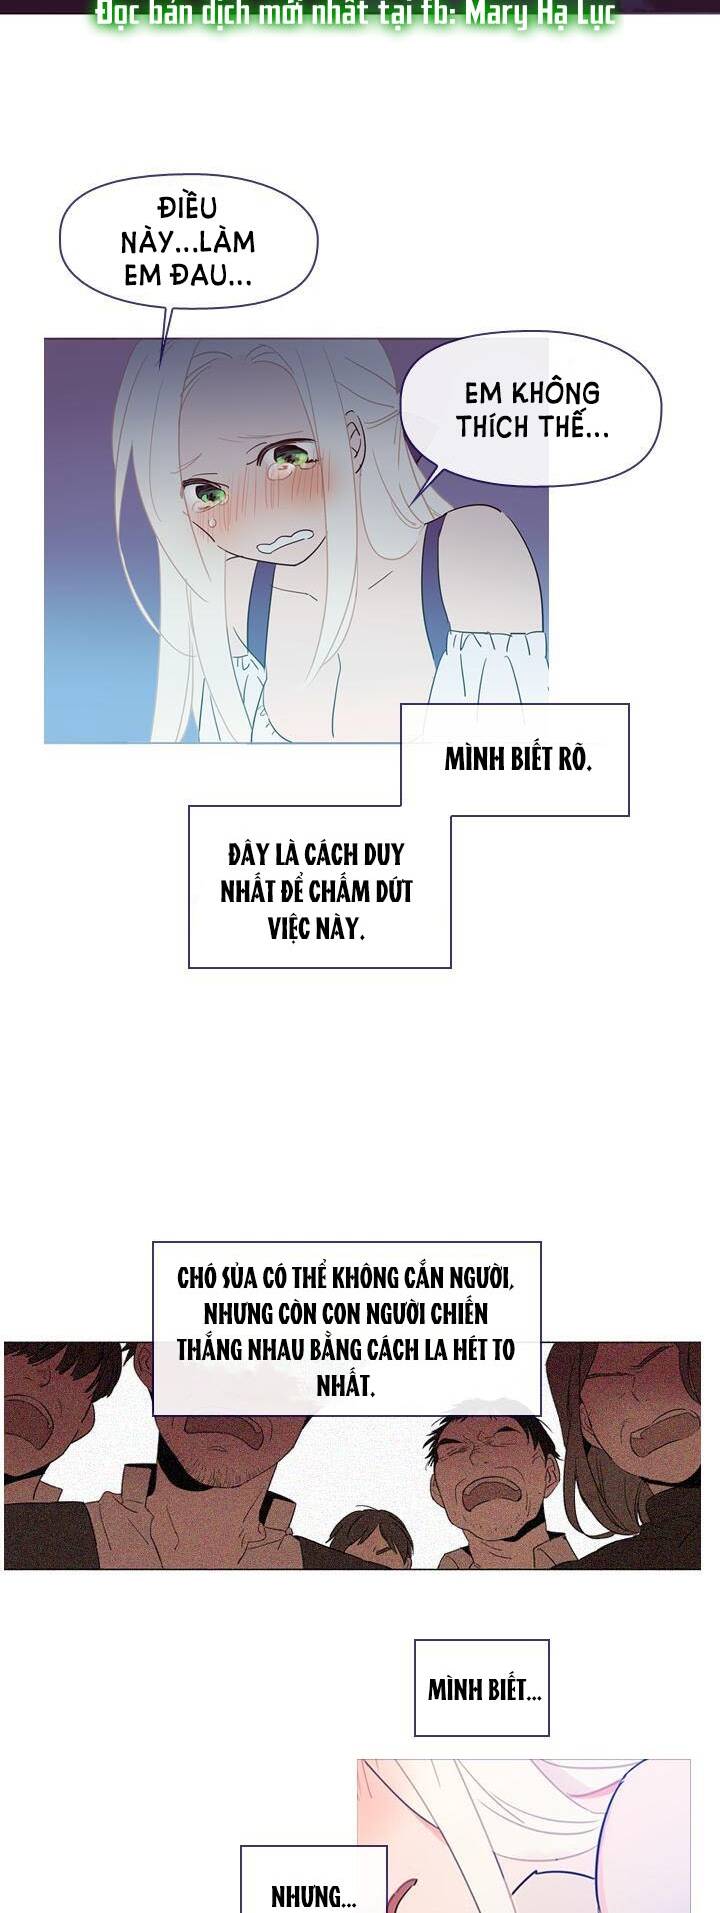 Đọc bản dịch mới nhất tại fb: Mary Hạ Lục
ĐIỀU
NÀY...LÀM
EM ĐAU...
EM KHÔNG
THÍCH THẾ...
MÌNH BIẾT RÕ.
ĐÂY LÀ CÁCH DUY
NHẤT ĐỂ CHẤM DỨT
VIỆC NÀY.
CHÓ SỦA CÓ THỂ KHÔNG CẮN NGƯỜI,
NHƯNG CÒN CON NGƯỜI CHIẾN
THẮNG NHAU BẰNG CÁCH LA HÉT TO
NHẤT.
MÌNH BIẾT...
NHƯNG...